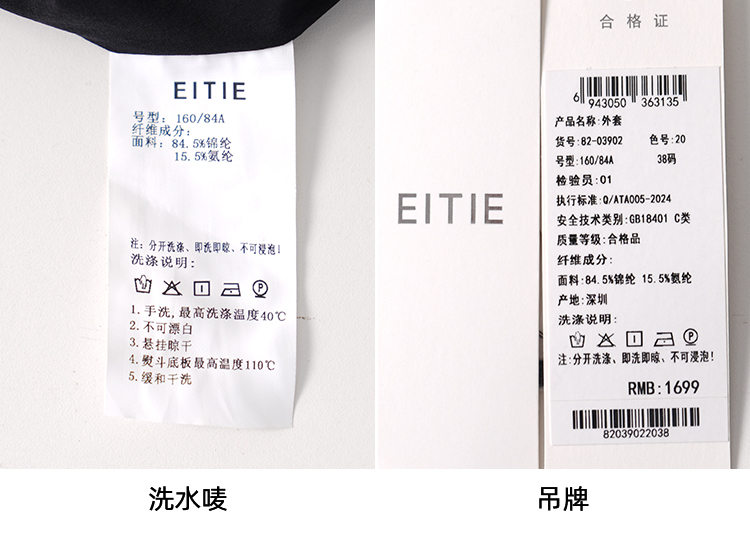 EITIE
号型：160/84A
纤维成分：
面料：84.5%锦纶
15.5%氨纶
注：分开洗涤、即洗即晾、不可浸泡！
洗涤说明：
1.手洗,最高洗涤温度40℃
2.不可漂白
3.悬挂晾干
4.熨斗底板最高温度110℃
5.缓和干洗
洗水唛
EITIE
合格证
6 943050 363135
产品名称:外套
货号:82-03902 色号:20
号型:160/84A 38码
检验员:01
执行标准:Q/ATA005-2024
安全技术类别:GB18401 C类
质量等级:合格品
纤维成分:
面料:84.5%锦纶 15.5%氨纶
产地:深圳
洗涤说明:
注:分开洗涤、即洗即晾、不可浸泡！
RMB:1699
82039022038
吊牌